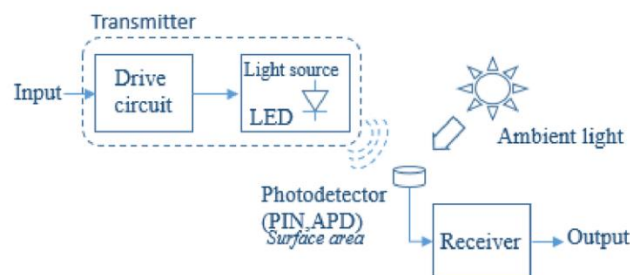 Transmitter
Input
Drive
circuit
Light source
LED
Ambient light
Photodetector
(PIN,APD)
Surface area
Receiver
Output